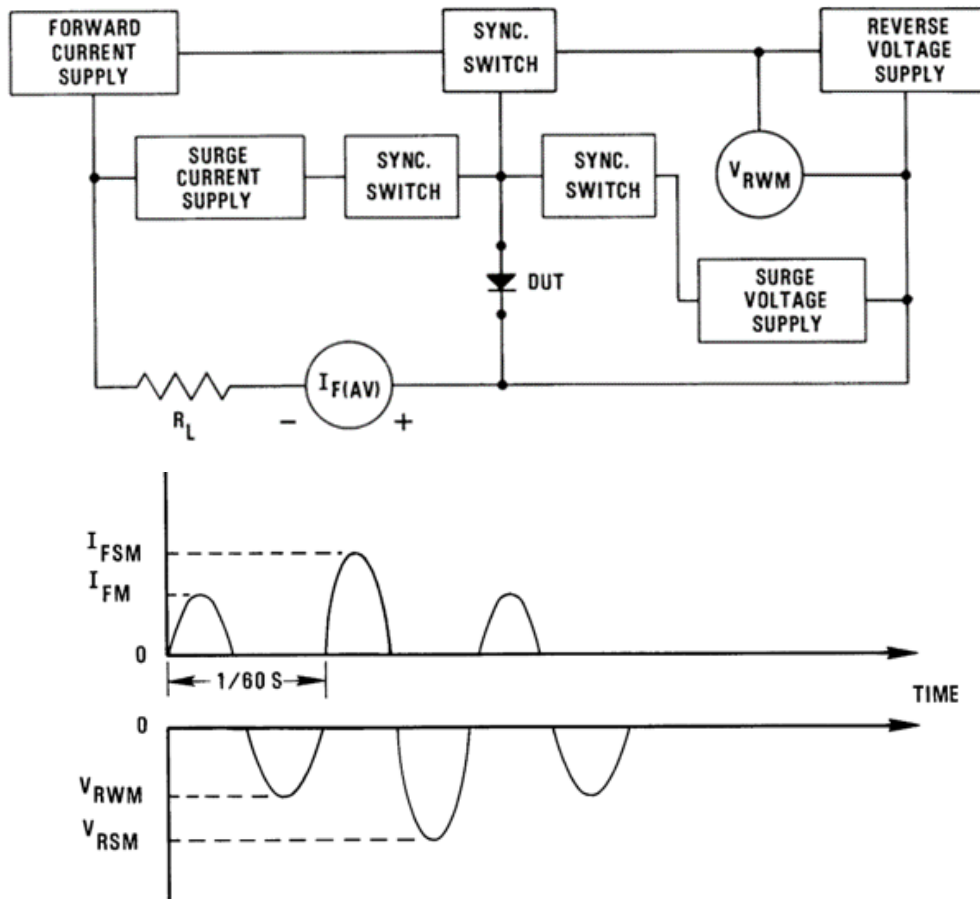 FORWARD
CURRENT
SUPPLY
SYNC.
SWITCH
REVERSE
VOLTAGE
SUPPLY
SURGE
CURRENT
SUPPLY
SYNC.
SWITCH
SYNC.
SWITCH
VRWM
DUT
SURGE
VOLTAGE
SUPPLY
IF(AV)
RL
- +
IFSM
IFM
0
1/60 S
TIME
0
VRWM
VRSM